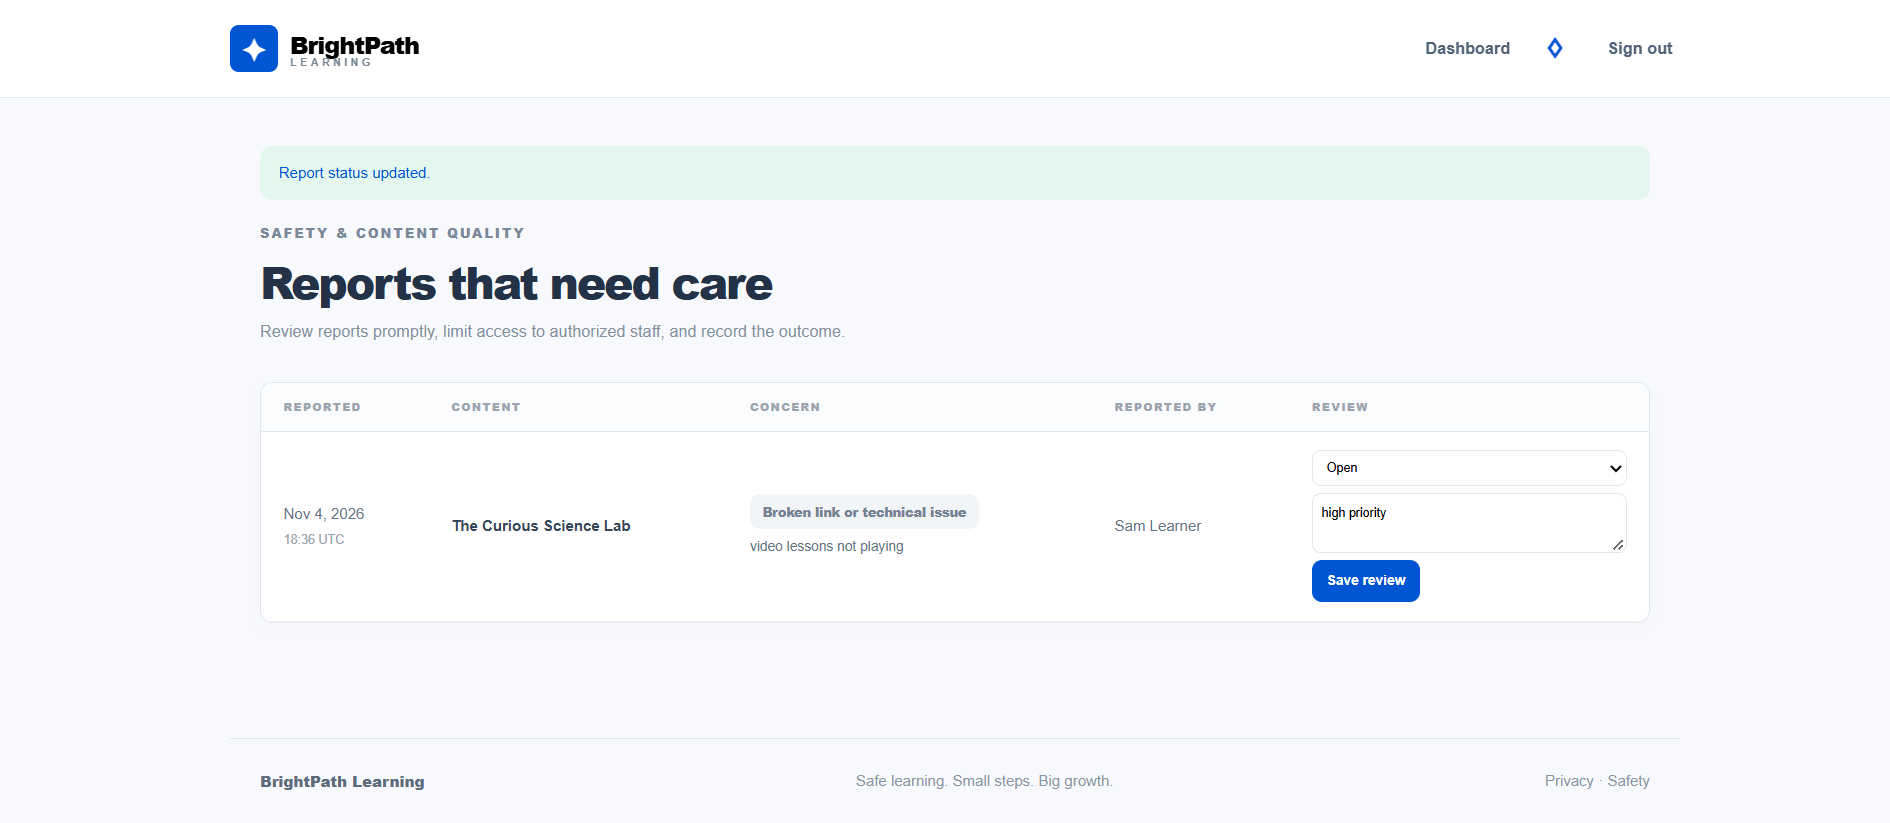 BrightPath
LEARNING
Dashboard
Sign out
Report status updated.
SAFETY & CONTENT QUALITY
Reports that need care
Review reports promptly, limit access to authorized staff, and record the outcome.
REPORTED CONTENT CONCERN REPORTED BY REVIEW
Nov 4, 2026
18:36 UTC
The Curious Science Lab
Broken link or technical issue
video lessons not playing
Sam Learner
Open
high priority
Save review
BrightPath Learning
Safe learning. Small steps. Big growth.
Privacy · Safety